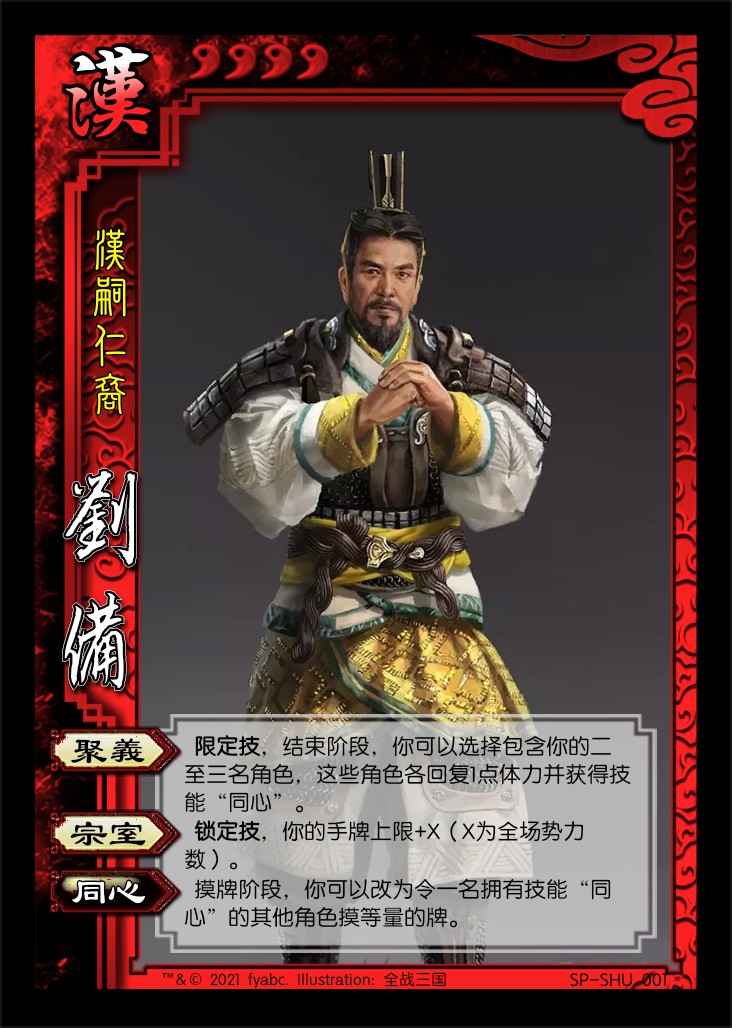 漢
漢嗣仁裔
劉備
聚義
限定技，结束阶段，你可以选择包含你的二
至三名角色，这些角色各回复1点体力并获得技
能“同心”。
宗室
锁定技，你的手牌上限+X（X为全场势力
数）。
同心
摸牌阶段，你可以改为令一名拥有技能“同
心”的其他角色摸等量的牌。
™&© 2021 fyabc. Illustration: 全战三国
SP-SHU 001